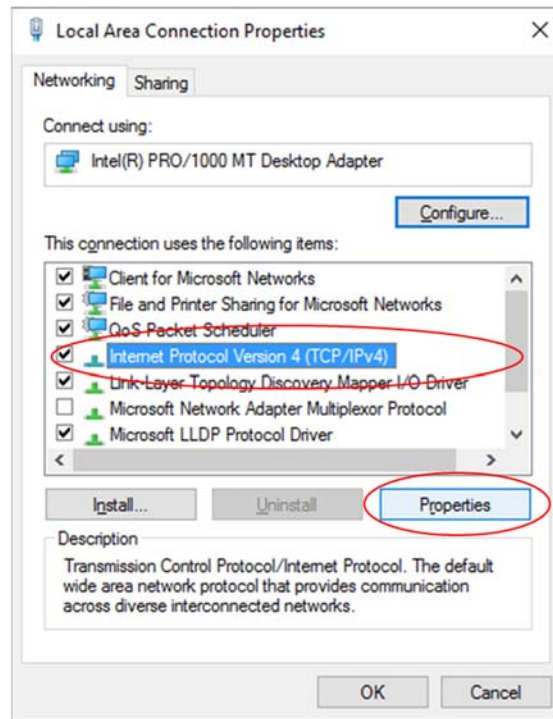 Local Area Connection Properties
Networking
Sharing
Connect using:
Intel(R) PRO/1000 MT Desktop Adapter
Configure...
This connection uses the following items:
Client for Microsoft Networks
File and Printer Sharing for Microsoft Networks
QoS Packet Scheduler
Internet Protocol Version 4 (TCP/IPv4)
Link-Layer Topology Discovery Mapper I/O Driver
Microsoft Network Adapter Multiplexor Protocol
Microsoft LLDP Protocol Driver
Install...
Uninstall
Properties
Description
Transmission Control Protocol/Internet Protocol. The default
wide area network protocol that provides communication
across diverse interconnected networks.
OK
Cancel